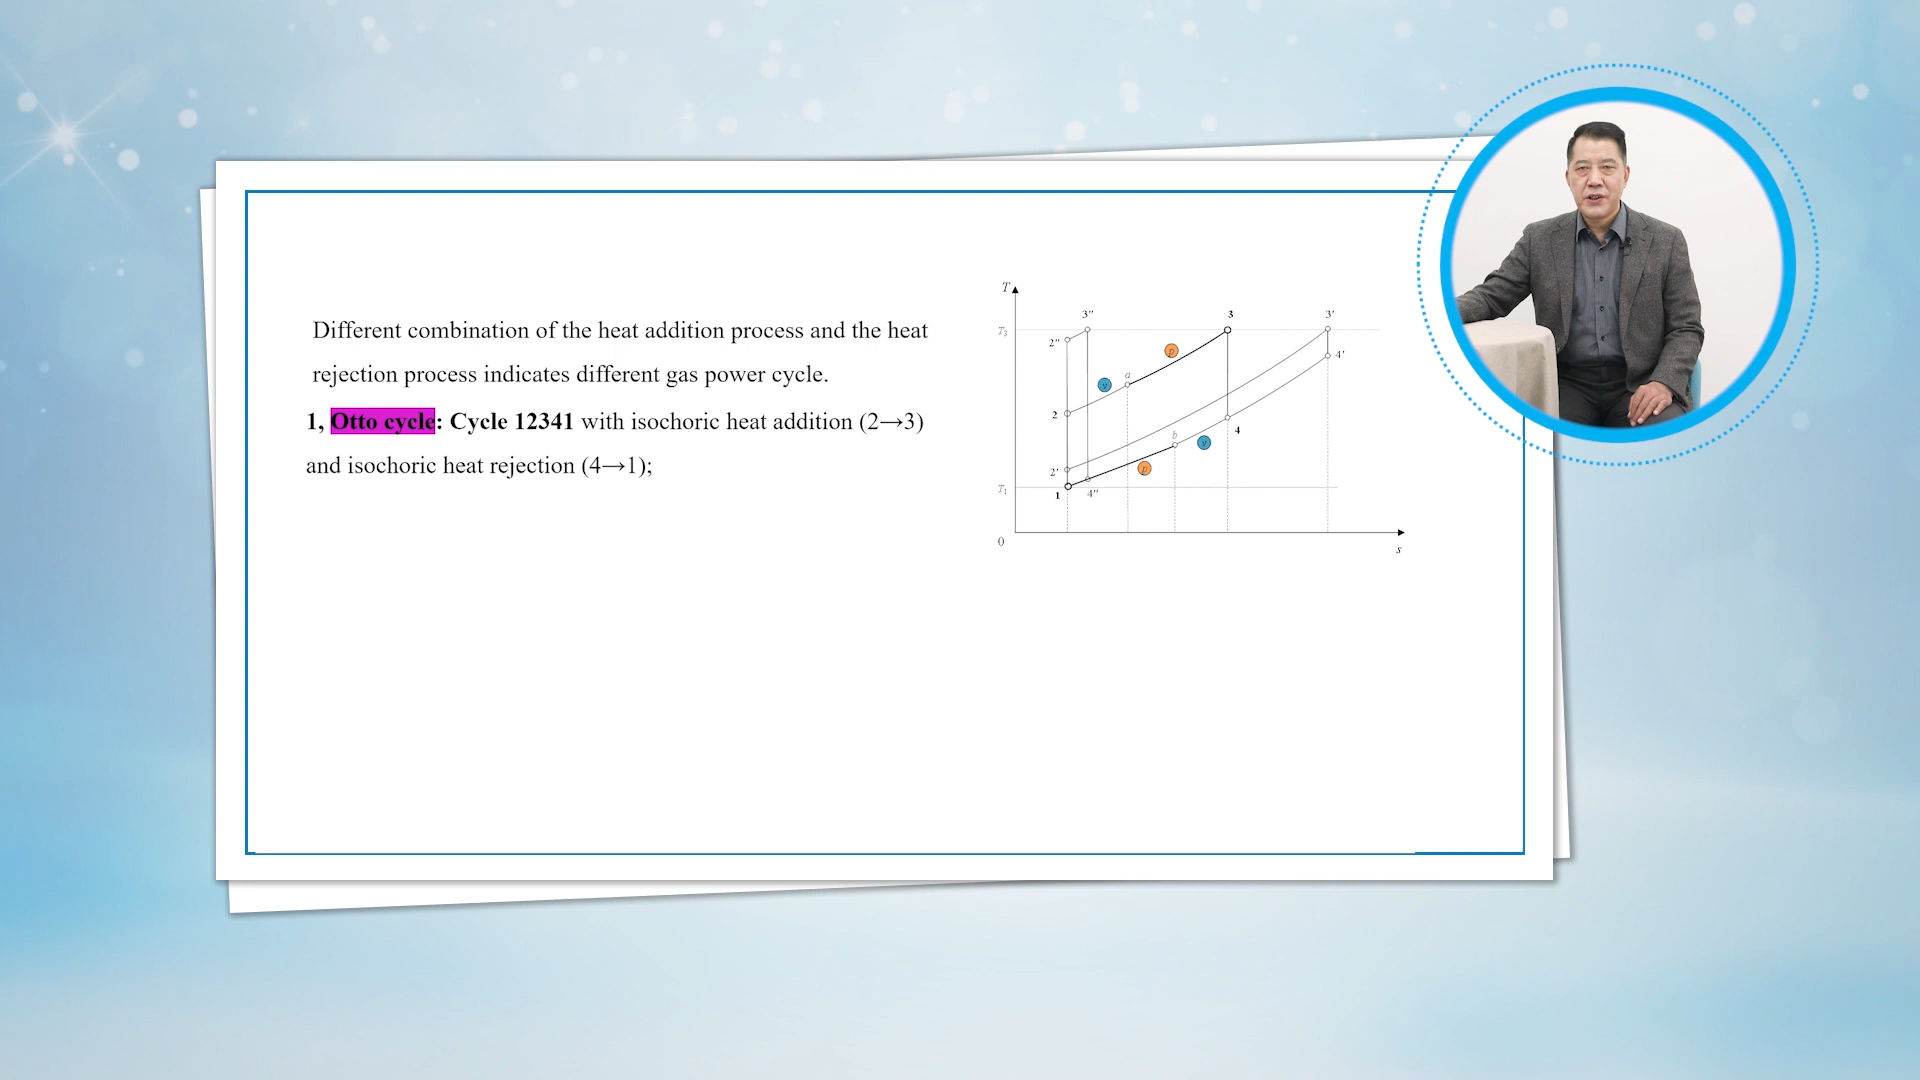 Different combination of the heat addition process and the heat
rejection process indicates different gas power cycle.
1, Otto cycle: Cycle 12341 with isochoric heat addition (2→3)
and isochoric heat rejection (4→1);
T
3"
3
3'
T3
2"
4'
p
a
v
2
4
b
v
2'
p
T1
1
4"
0
s